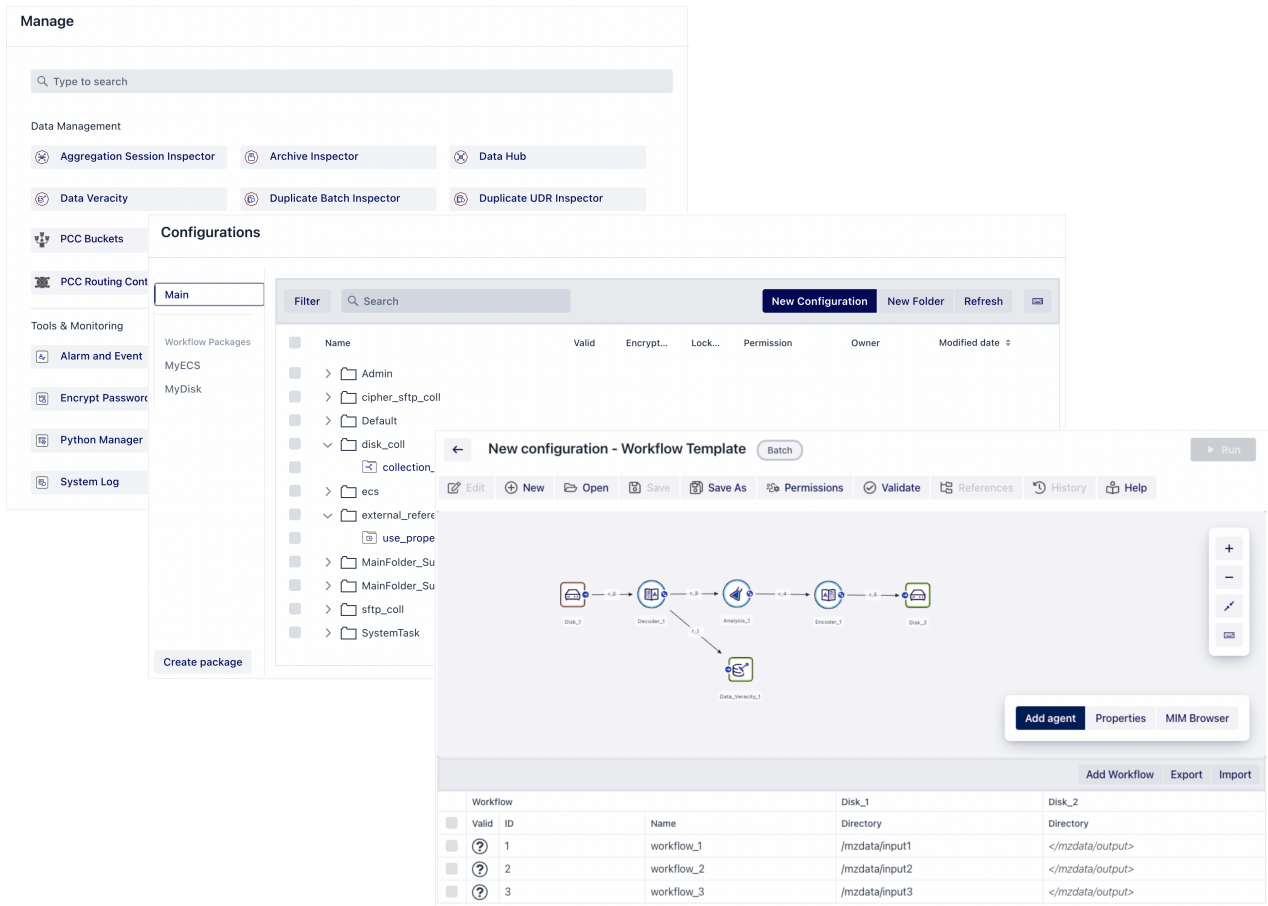 Manage
Type to search
Data Management
Aggregation Session Inspector
Archive Inspector
Data Hub
Data Veracity
Duplicate Batch Inspector
Duplicate UDR Inspector
PCC Buckets
PCC Routing Cont
Tools & Monitoring
Alarm and Event
Encrypt Password
Python Manager
System Log
Configurations
Main
Workflow Packages
MyECS
MyDisk
Create package
Filter
Search
New Configuration
New Folder
Refresh
Name Valid Encrypt... Lock... Permission Owner Modified date
Admin
cipher_sftp_coll
Default
disk_coll
collection_
ecs
external_refere
use_prope
MainFolder_Su
MainFolder_Su
sftp_coll
SystemTask
New configuration - Workflow Template
Batch
Run
Edit New Open Save Save As Permissions Validate References History Help
Disk_1
r_2
Decoder_1
r_3
Analysis_1
r_4
Encoder_1
r_5
Disk_2
r_1
Data_Veracity_1
Add agent Properties MIM Browser
Add Workflow Export Import
Workflow Disk_1 Disk_2
Valid ID Name Directory Directory
1 workflow_1 /mzdata/input1 </mzdata/output>
2 workflow_2 /mzdata/input2 </mzdata/output>
3 workflow_3 /mzdata/input3 </mzdata/output>